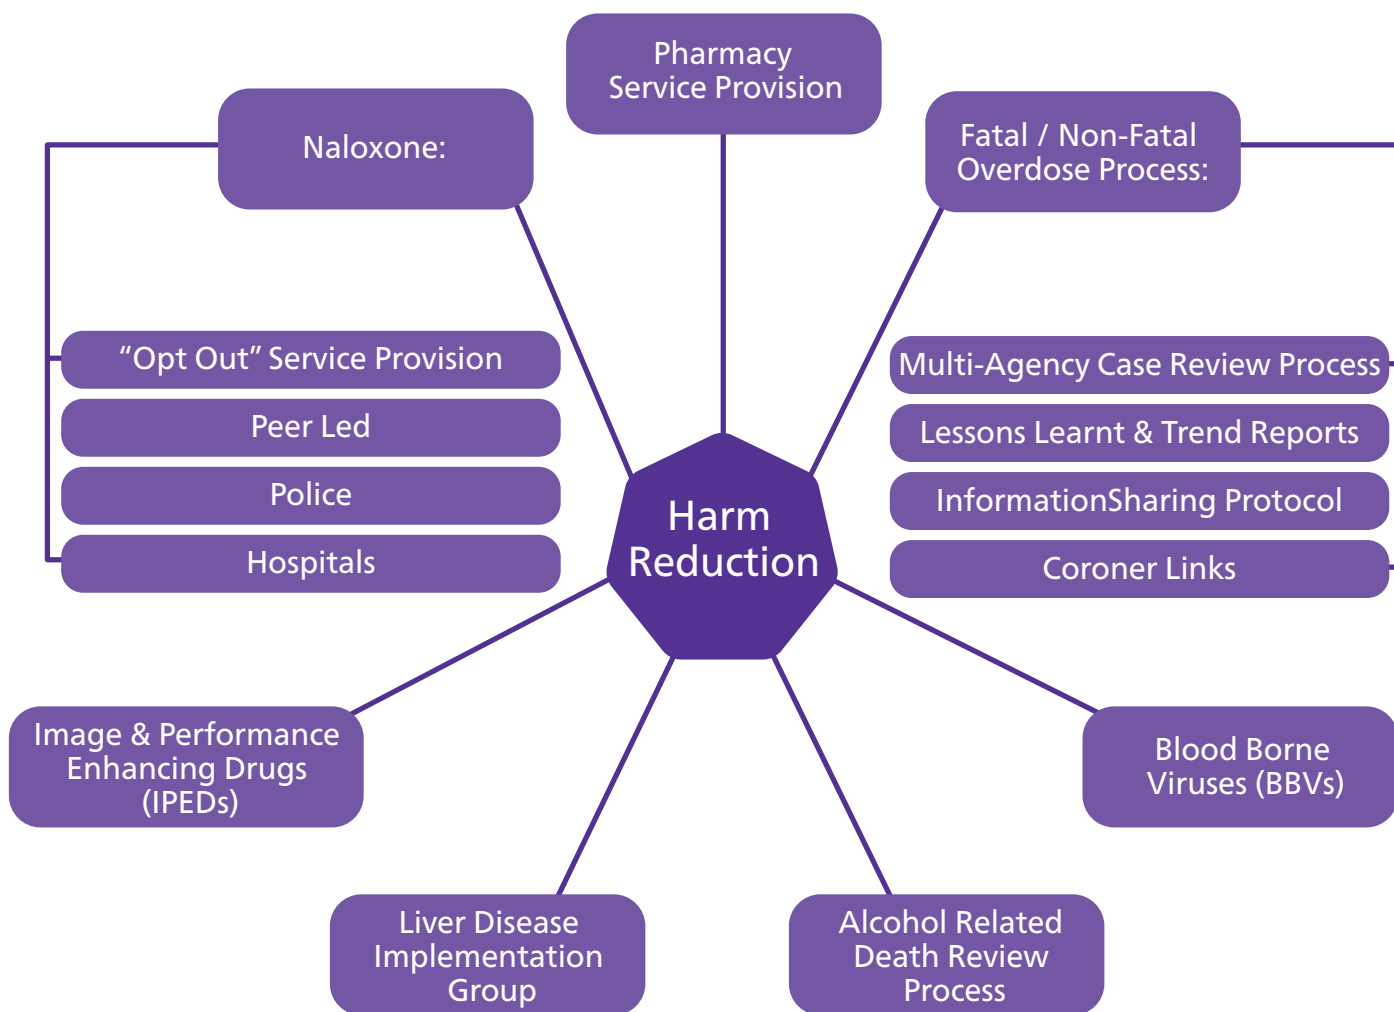 Pharmacy
Service Provision
Naloxone:
“Opt Out” Service Provision
Peer Led
Police
Hospitals
Fatal / Non-Fatal
Overdose Process:
Multi-Agency Case Review Process
Lessons Learnt & Trend Reports
InformationSharing Protocol
Coroner Links
Harm
Reduction
Image & Performance
Enhancing Drugs
(IPEDs)
Blood Borne
Viruses (BBVs)
Liver Disease
Implementation
Group
Alcohol Related
Death Review
Process